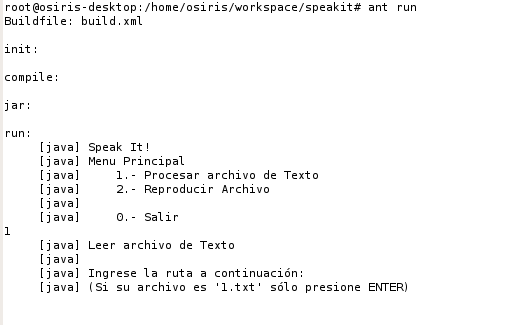 root@osiris-desktop:/home/osiris/workspace/speakit# ant run
Buildfile: build.xml
init:
compile:
jar:
run:
[java] Speak It!
[java] Menu Principal
[java] 1.- Procesar archivo de Texto
[java] 2.- Reproducir Archivo
[java]
[java] 0.- Salir
1
[java] Leer archivo de Texto
[java]
[java] Ingrese la ruta a continuación:
[java] (Si su archivo es '1.txt' sólo presione ENTER)